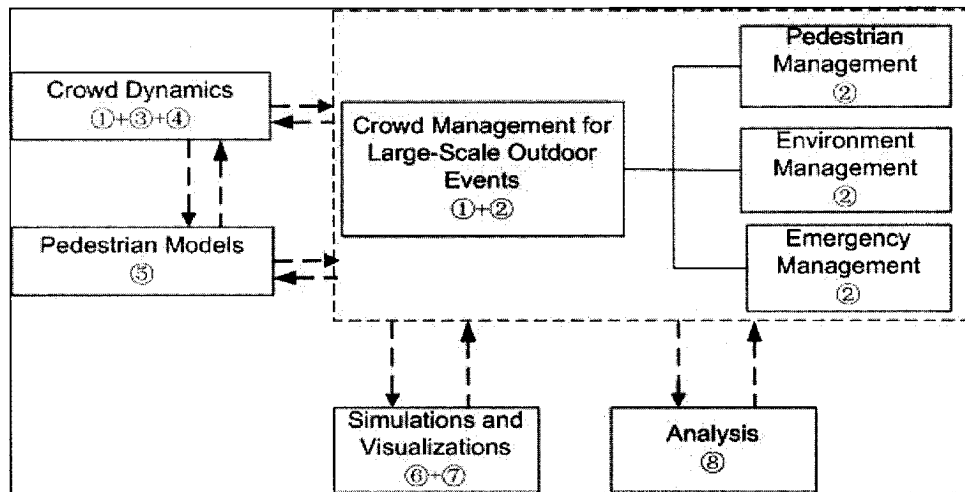 Crowd Dynamics
①+③+④
Pedestrian Models
⑤
Crowd Management for
Large-Scale Outdoor
Events
①+②
Pedestrian
Management
②
Environment
Management
②
Emergency
Management
②
Simulations and
Visualizations
⑥+⑦
Analysis
⑧